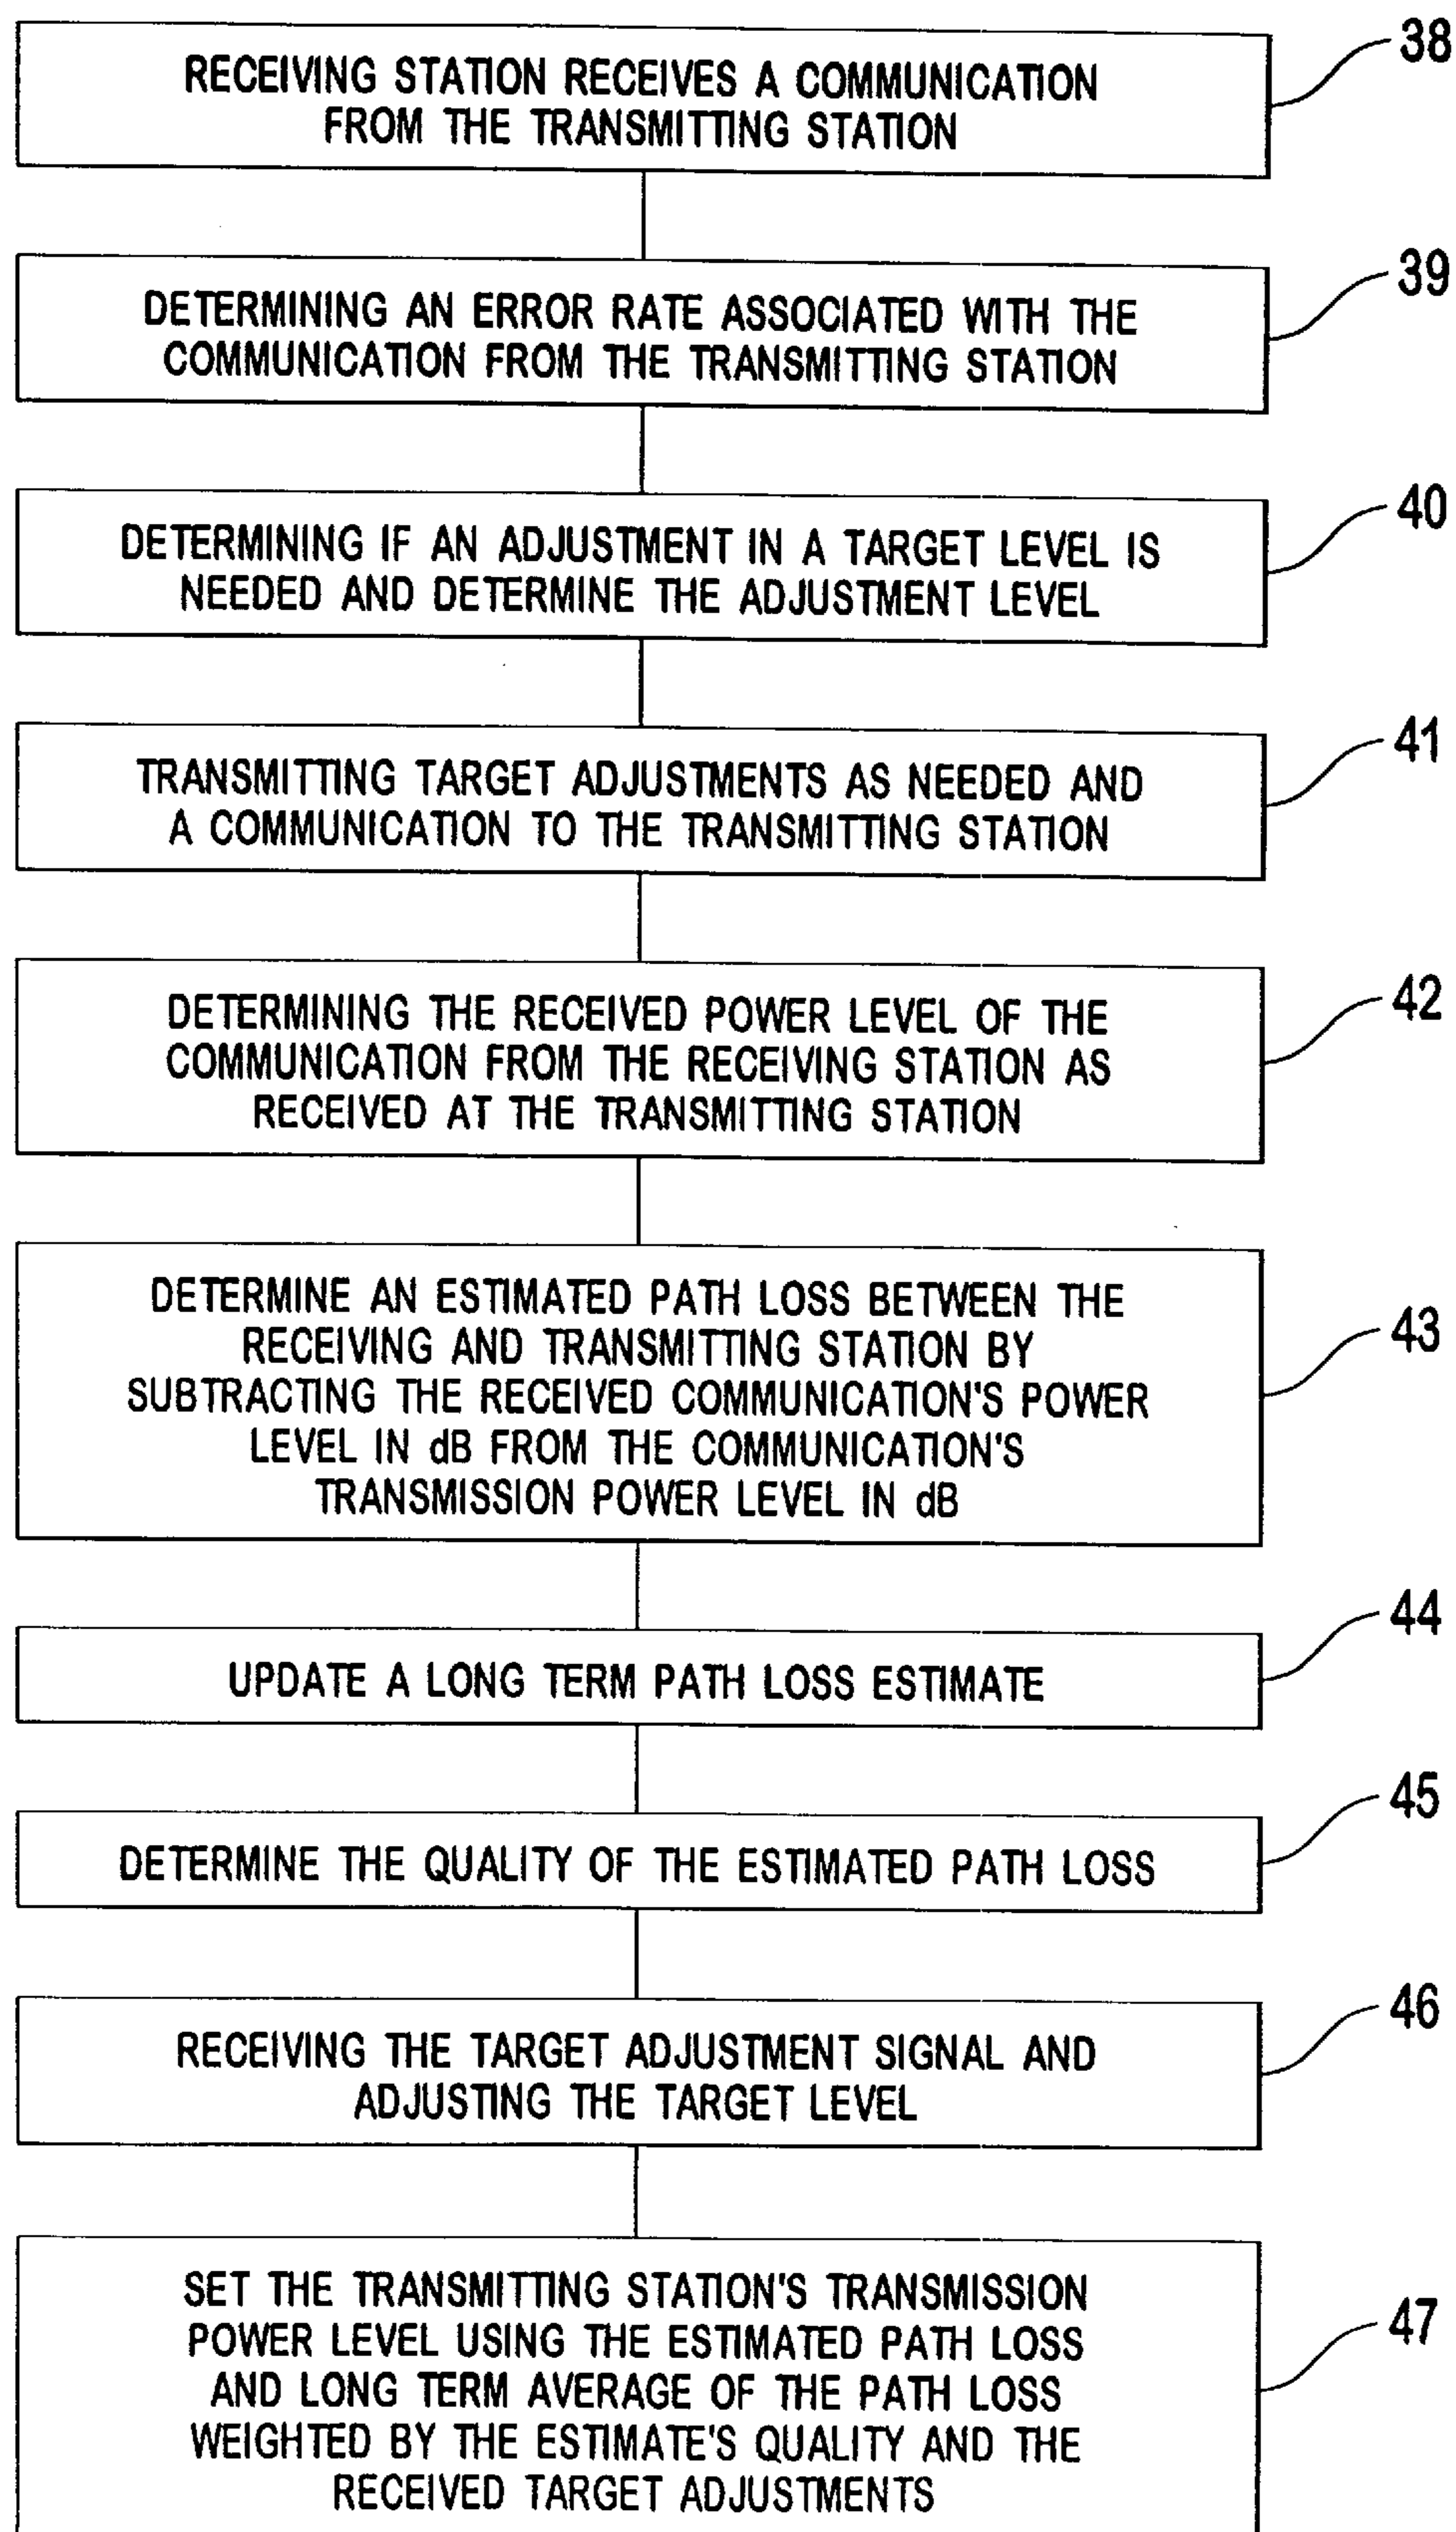 38
RECEIVING STATION RECEIVES A COMMUNICATION
FROM THE TRANSMITTING STATION
39
DETERMINING AN ERROR RATE ASSOCIATED WITH THE
COMMUNICATION FROM THE TRANSMITTING STATION
40
DETERMINING IF AN ADJUSTMENT IN A TARGET LEVEL IS
NEEDED AND DETERMINE THE ADJUSTMENT LEVEL
41
TRANSMITTING TARGET ADJUSTMENTS AS NEEDED AND
A COMMUNICATION TO THE TRANSMITTING STATION
42
DETERMINING THE RECEIVED POWER LEVEL OF THE
COMMUNICATION FROM THE RECEIVING STATION AS
RECEIVED AT THE TRANSMITTING STATION
43
DETERMINE AN ESTIMATED PATH LOSS BETWEEN THE
RECEIVING AND TRANSMITTING STATION BY
SUBTRACTING THE RECEIVED COMMUNICATION'S POWER
LEVEL IN dB FROM THE COMMUNICATION'S
TRANSMISSION POWER LEVEL IN dB
44
UPDATE A LONG TERM PATH LOSS ESTIMATE
45
DETERMINE THE QUALITY OF THE ESTIMATED PATH LOSS
46
RECEIVING THE TARGET ADJUSTMENT SIGNAL AND
ADJUSTING THE TARGET LEVEL
47
SET THE TRANSMITTING STATION'S TRANSMISSION
POWER LEVEL USING THE ESTIMATED PATH LOSS
AND LONG TERM AVERAGE OF THE PATH LOSS
WEIGHTED BY THE ESTIMATE'S QUALITY AND THE
RECEIVED TARGET ADJUSTMENTS